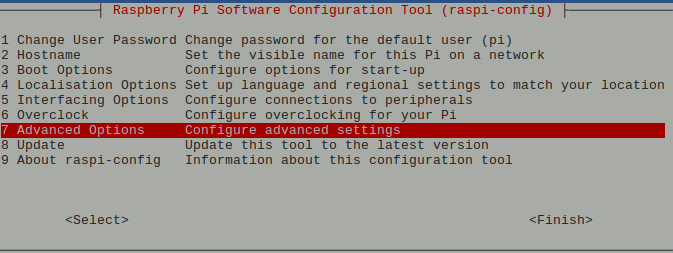 Raspberry Pi Software Configuration Tool (raspi-config)
1 Change User Password Change password for the default user (pi)
2 Hostname Set the visible name for this Pi on a network
3 Boot Options Configure options for start-up
4 Localisation Options Set up language and regional settings to match your location
5 Interfacing Options Configure connections to peripherals
6 Overclock Configure overclocking for your Pi
7 Advanced Options Configure advanced settings
8 Update Update this tool to the latest version
9 About raspi-config Information about this configuration tool
<Select> <Finish>